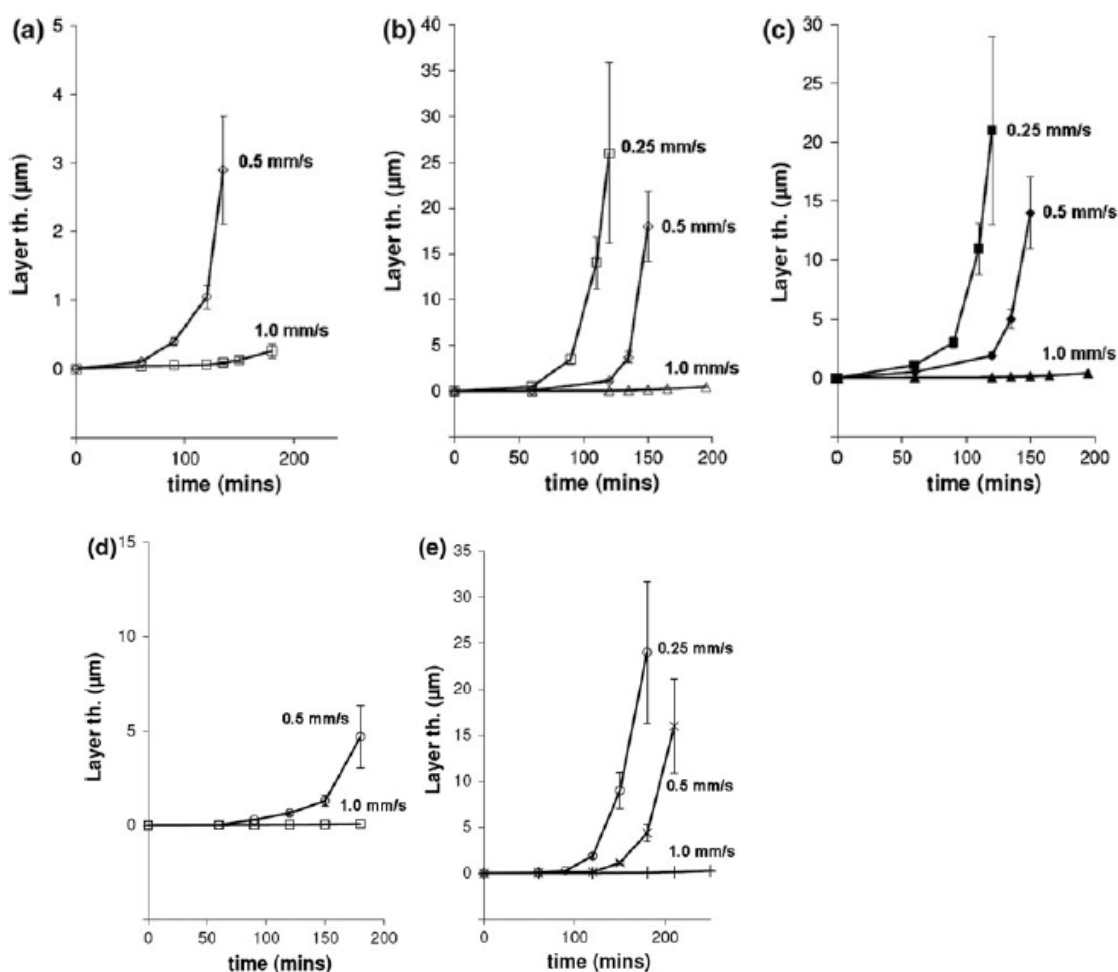 (a)
5
4
3
2
1
0
Layer th. (µm)
0.5 mm/s
1.0 mm/s
0 100 200
time (mins)
(b)
40
35
30
25
20
15
10
5
0
Layer th. (µm)
0.25 mm/s
0.5 mm/s
1.0 mm/s
0 50 100 150 200
time (mins)
(c)
30
25
20
15
10
5
0
Layer th. (µm)
0.25 mm/s
0.5 mm/s
1.0 mm/s
0 50 100 150 200
time (mins)
(d)
15
10
5
0
Layer th. (µm)
0.5 mm/s
1.0 mm/s
0 50 100 150 200
time (mins)
(e)
35
30
25
20
15
10
5
0
Layer th. (µm)
0.25 mm/s
0.5 mm/s
1.0 mm/s
0 100 200
time (mins)